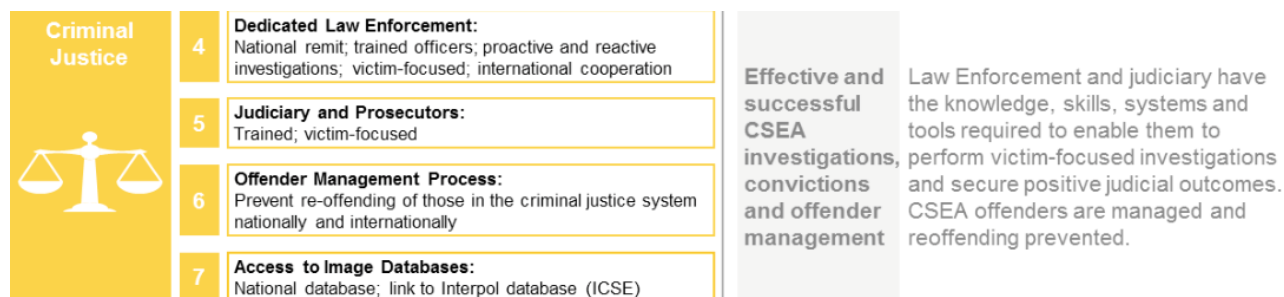 Criminal
Justice
4
Dedicated Law Enforcement:
National remit; trained officers; proactive and reactive
investigations; victim-focused; international cooperation
5
Judiciary and Prosecutors:
Trained; victim-focused
6
Offender Management Process:
Prevent re-offending of those in the criminal justice system
nationally and internationally
7
Access to Image Databases:
National database; link to Interpol database (ICSE)
Effective and
successful
CSEA
investigations,
convictions
and offender
management
Law Enforcement and judiciary have
the knowledge, skills, systems and
tools required to enable them to
perform victim-focused investigations
and secure positive judicial outcomes.
CSEA offenders are managed and
reoffending prevented.